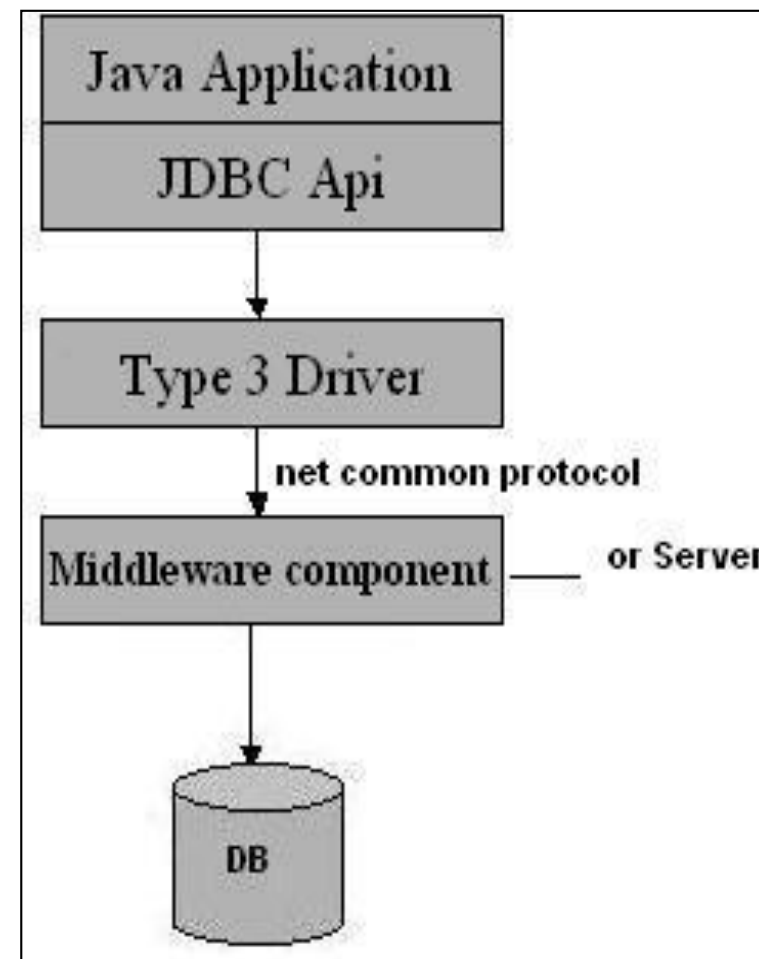 Java Application
JDBC Api
Type 3 Driver
net common protocol
Middleware component
or Server
DB